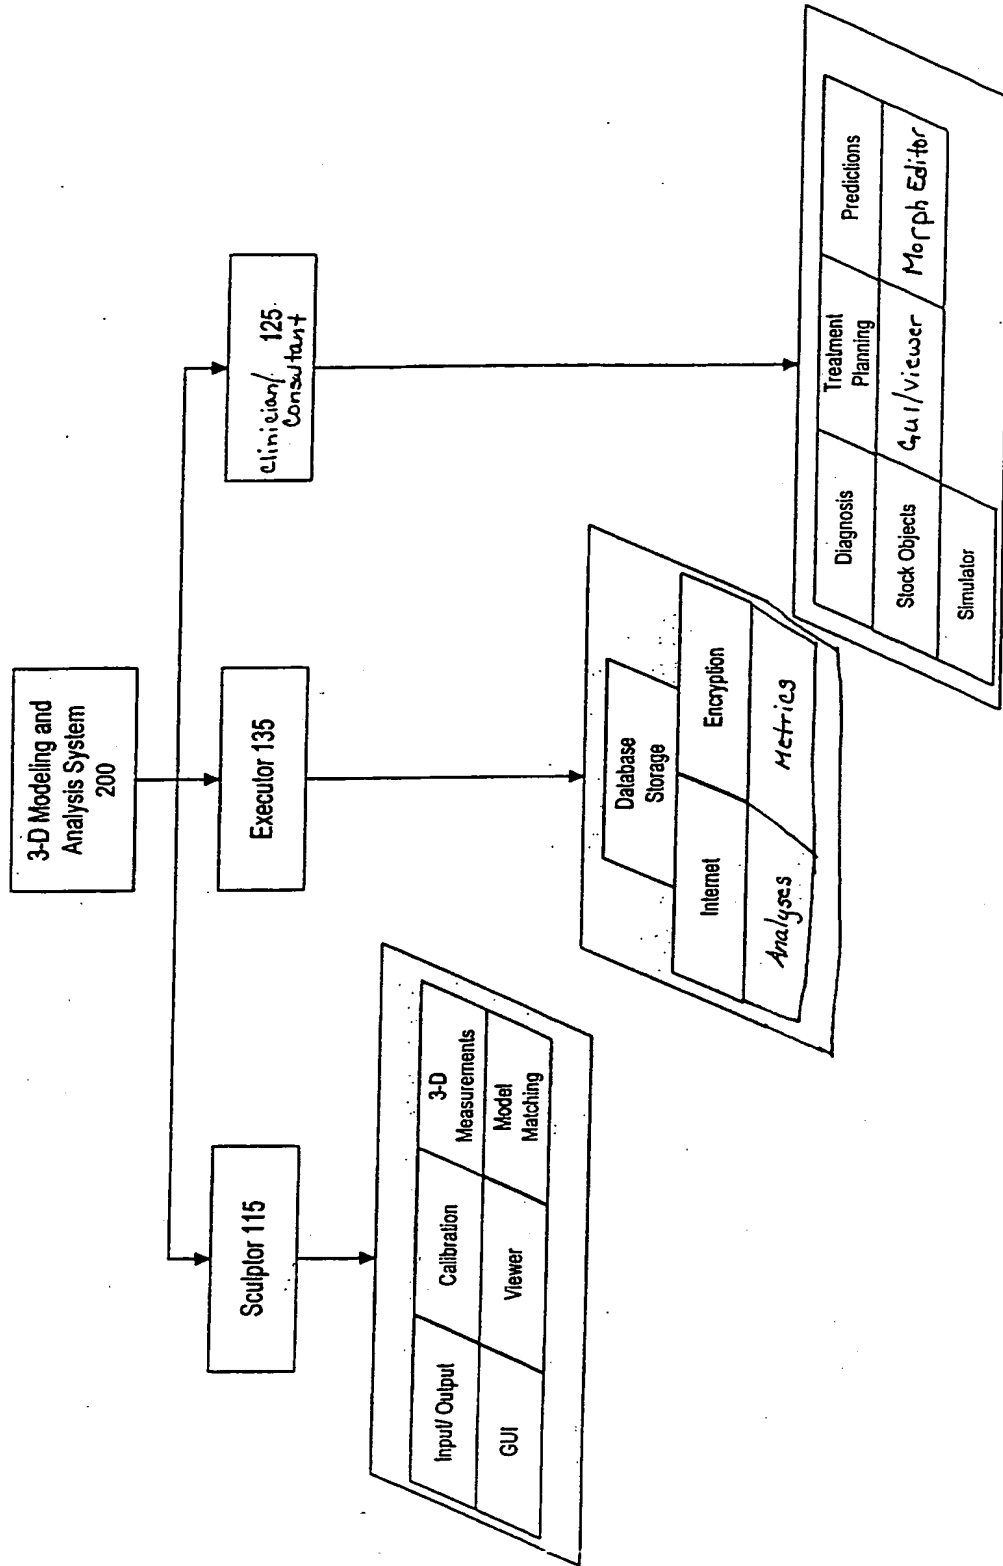 3-D Modeling and
Analysis System
200
Sculptor 115
Executor 135
Clinician/ 125
Consultant
Input/ Output
Calibration
3-D
Measurements
GUI
Viewer
Model
Matching
Database
Storage
Internet
Encryption
Analyses
Metrics
Diagnosis
Treatment
Planning
Predictions
Stock Objects
GUI/Viewer
Morph Editor
Simulator